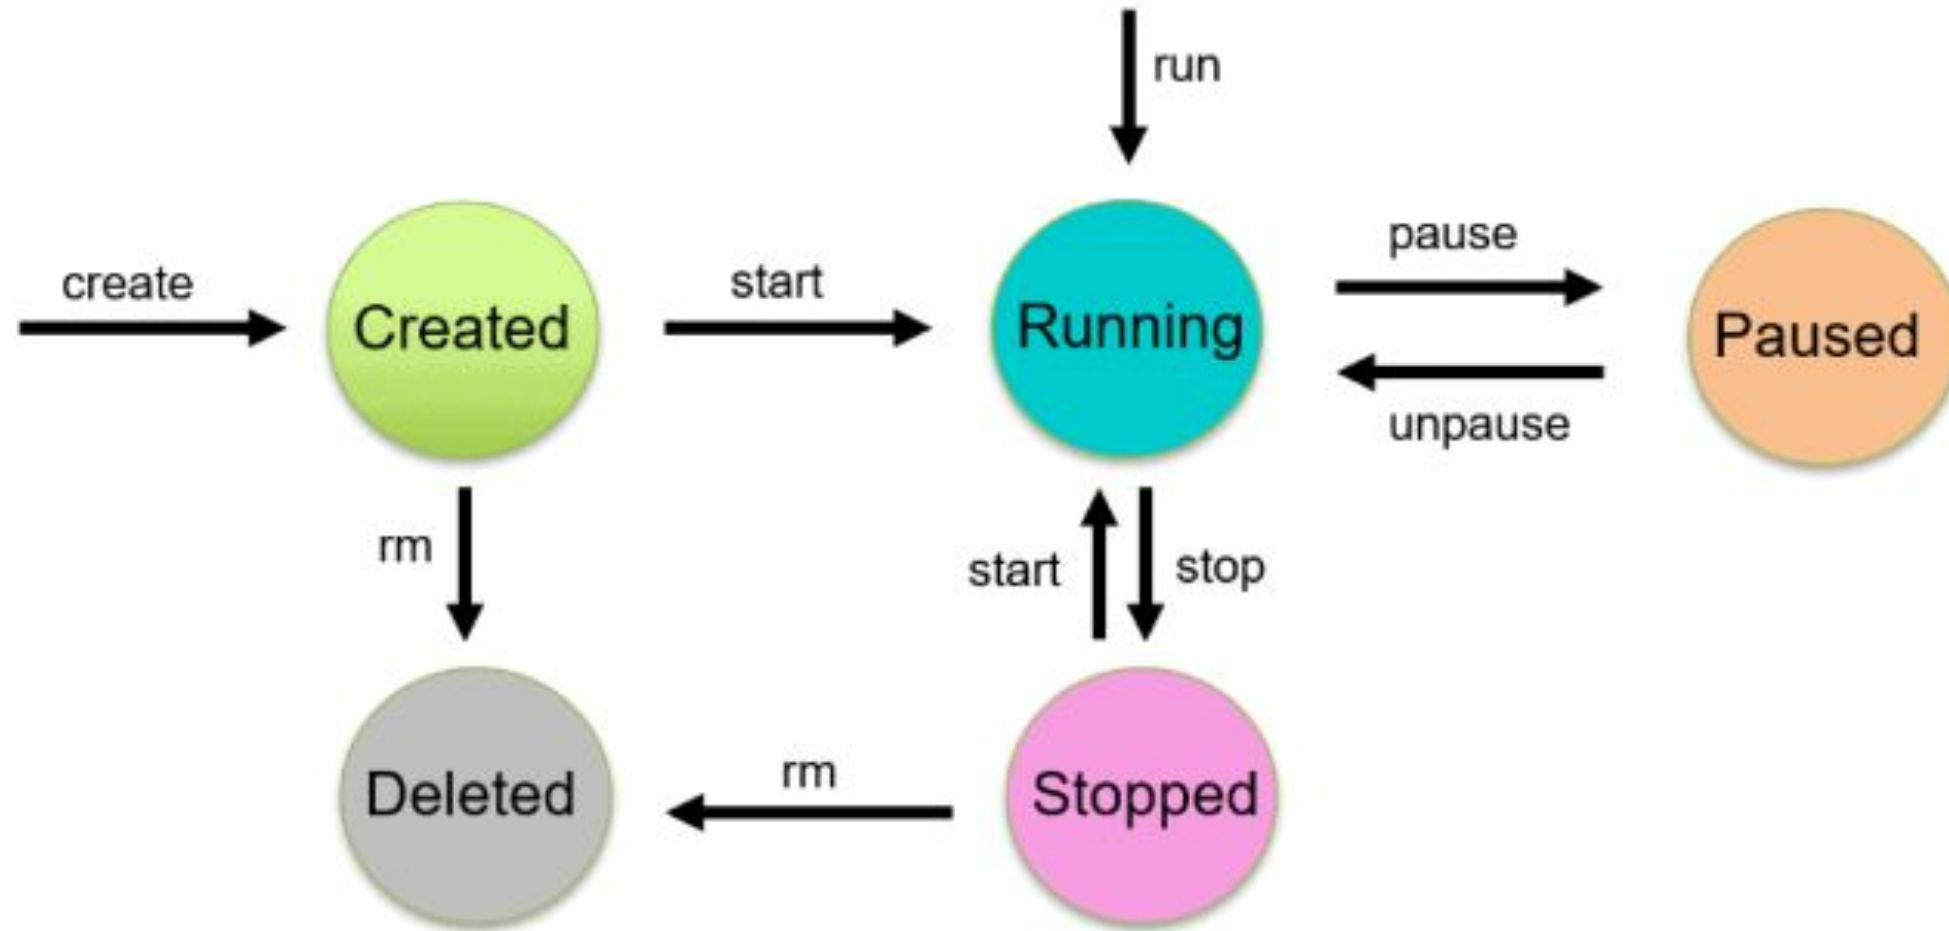 run
create
Created
start
Running
pause
unpause
Paused
rm
start
stop
Deleted
rm
Stopped